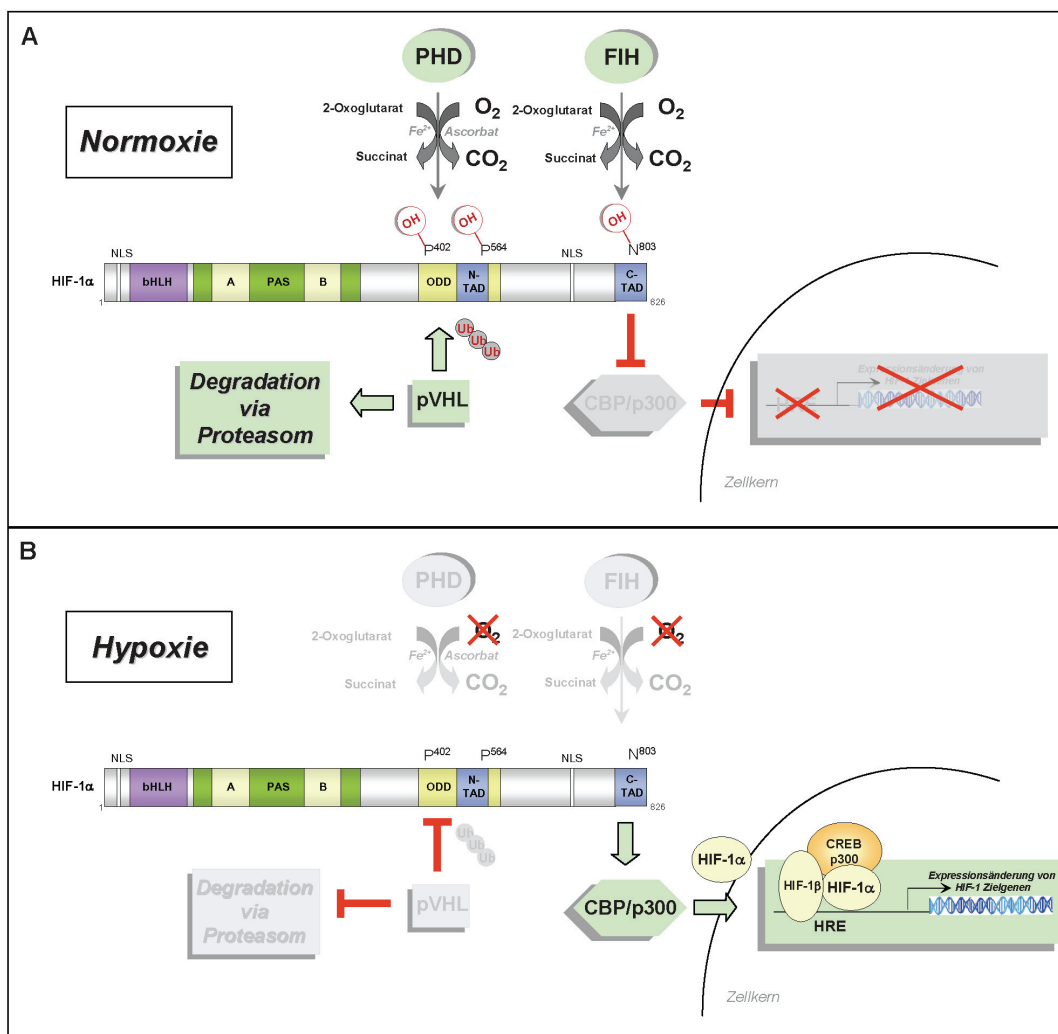 A
Normoxie
PHD
FIH
2-Oxoglutarat
O2
2-Oxoglutarat
O2
Fe2+
Ascorbat
Fe2+
Succinat
CO2
Succinat
CO2
OH
OH
OH
NLS
P402
P564
NLS
N803
HIF-1α
bHLH
A
PAS
B
ODD
N-
TAD
C-
TAD
1
826
Ub
Ub
Ub
Degradation
via
Proteasom
pVHL
CBP/p300
Expressionsänderung von
HIF-1 Zielgenen
Zellkern
B
Hypoxie
PHD
FIH
2-Oxoglutarat
O2
2-Oxoglutarat
O2
Fe2+
Ascorbat
Fe2+
Succinat
CO2
Succinat
CO2
NLS
P402
P564
NLS
N803
HIF-1α
bHLH
A
PAS
B
ODD
N-
TAD
C-
TAD
1
826
Ub
Ub
Ub
Degradation
via
Proteasom
pVHL
CBP/p300
HIF-1α
CREB
p300
HIF-1β
HIF-1α
Expressionsänderung von
HIF-1 Zielgenen
HRE
Zellkern